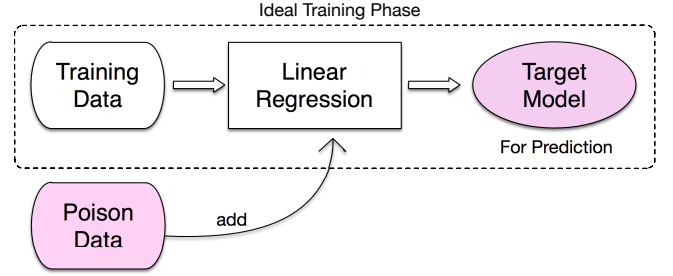 Ideal Training Phase
Training
Data
Linear
Regression
Target
Model
For Prediction
Poison
Data
add